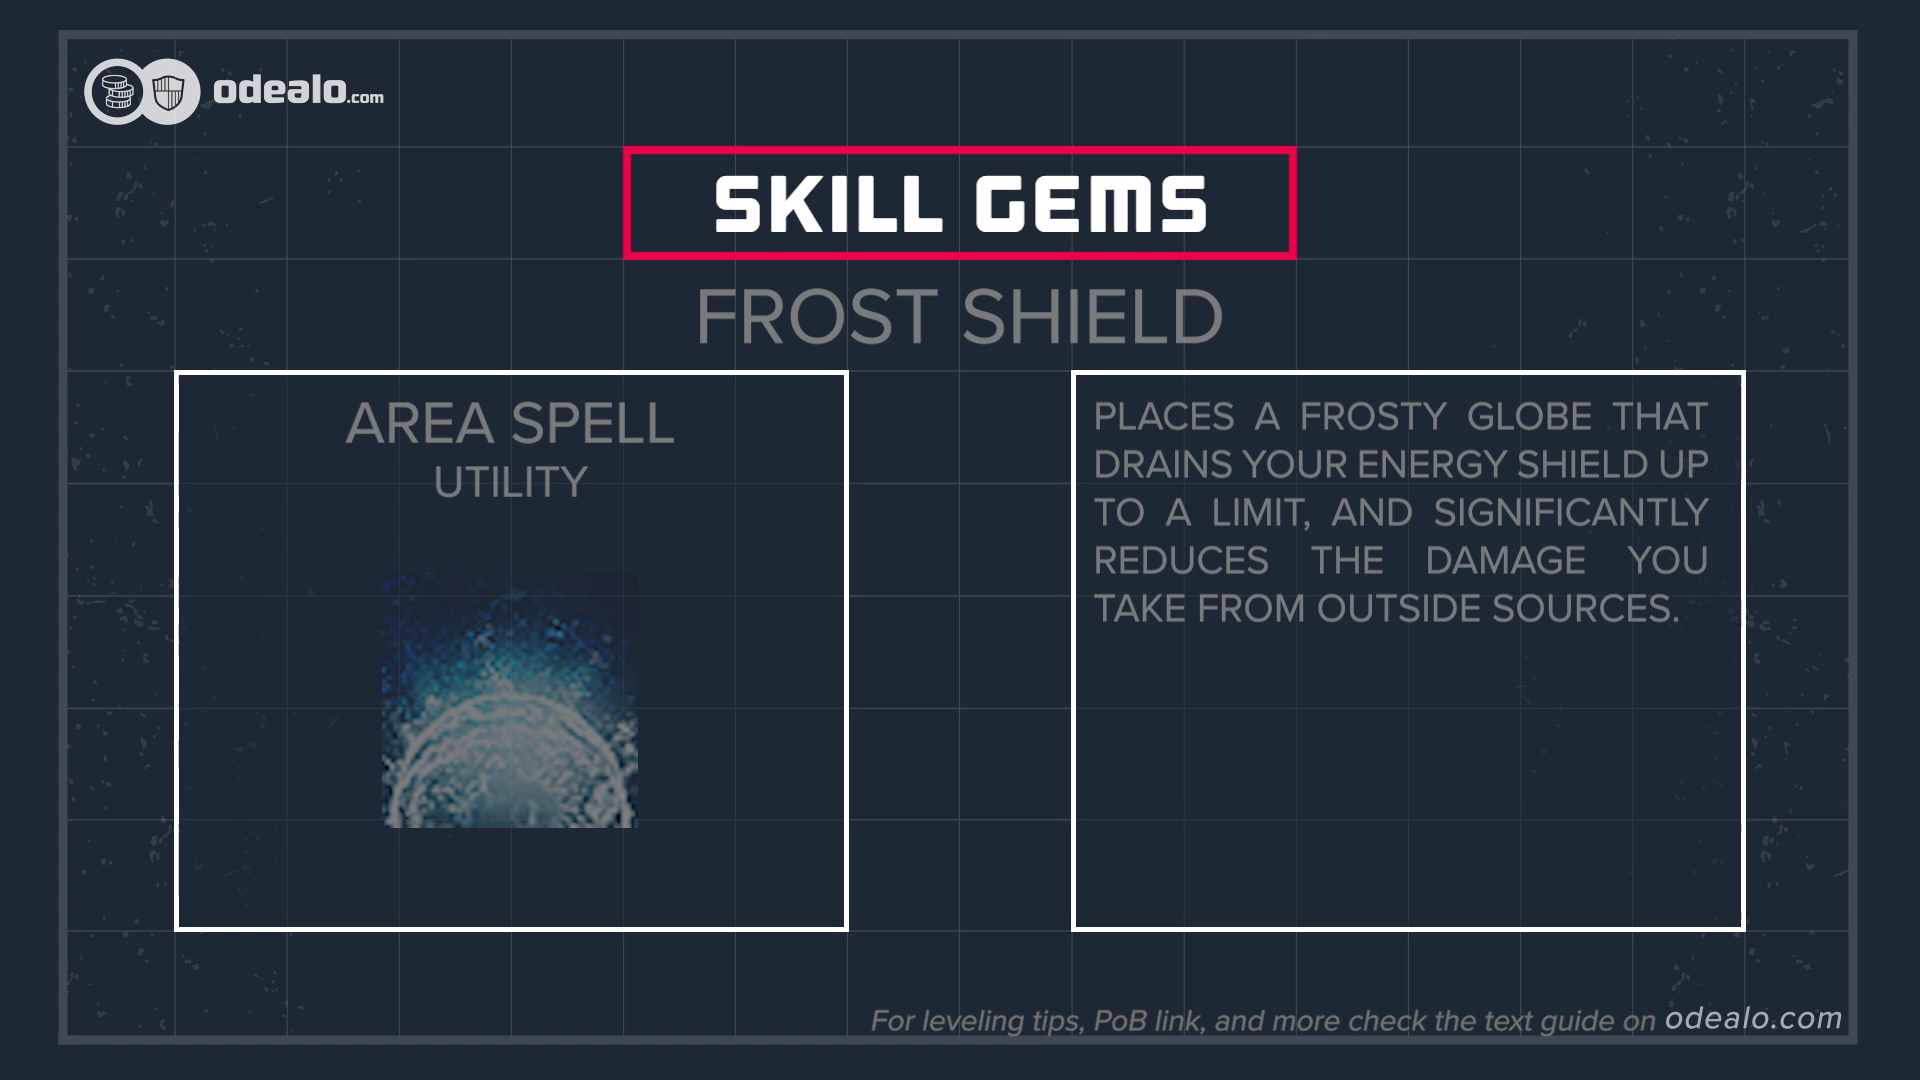 odealo.com
SKILL GEMS
FROST SHIELD
AREA SPELL
UTILITY
PLACES A FROSTY GLOBE THAT
DRAINS YOUR ENERGY SHIELD UP
TO A LIMIT, AND SIGNIFICANTLY
REDUCES THE DAMAGE YOU
TAKE FROM OUTSIDE SOURCES.
For leveling tips, PoB link, and more check the text guide on odealo.com